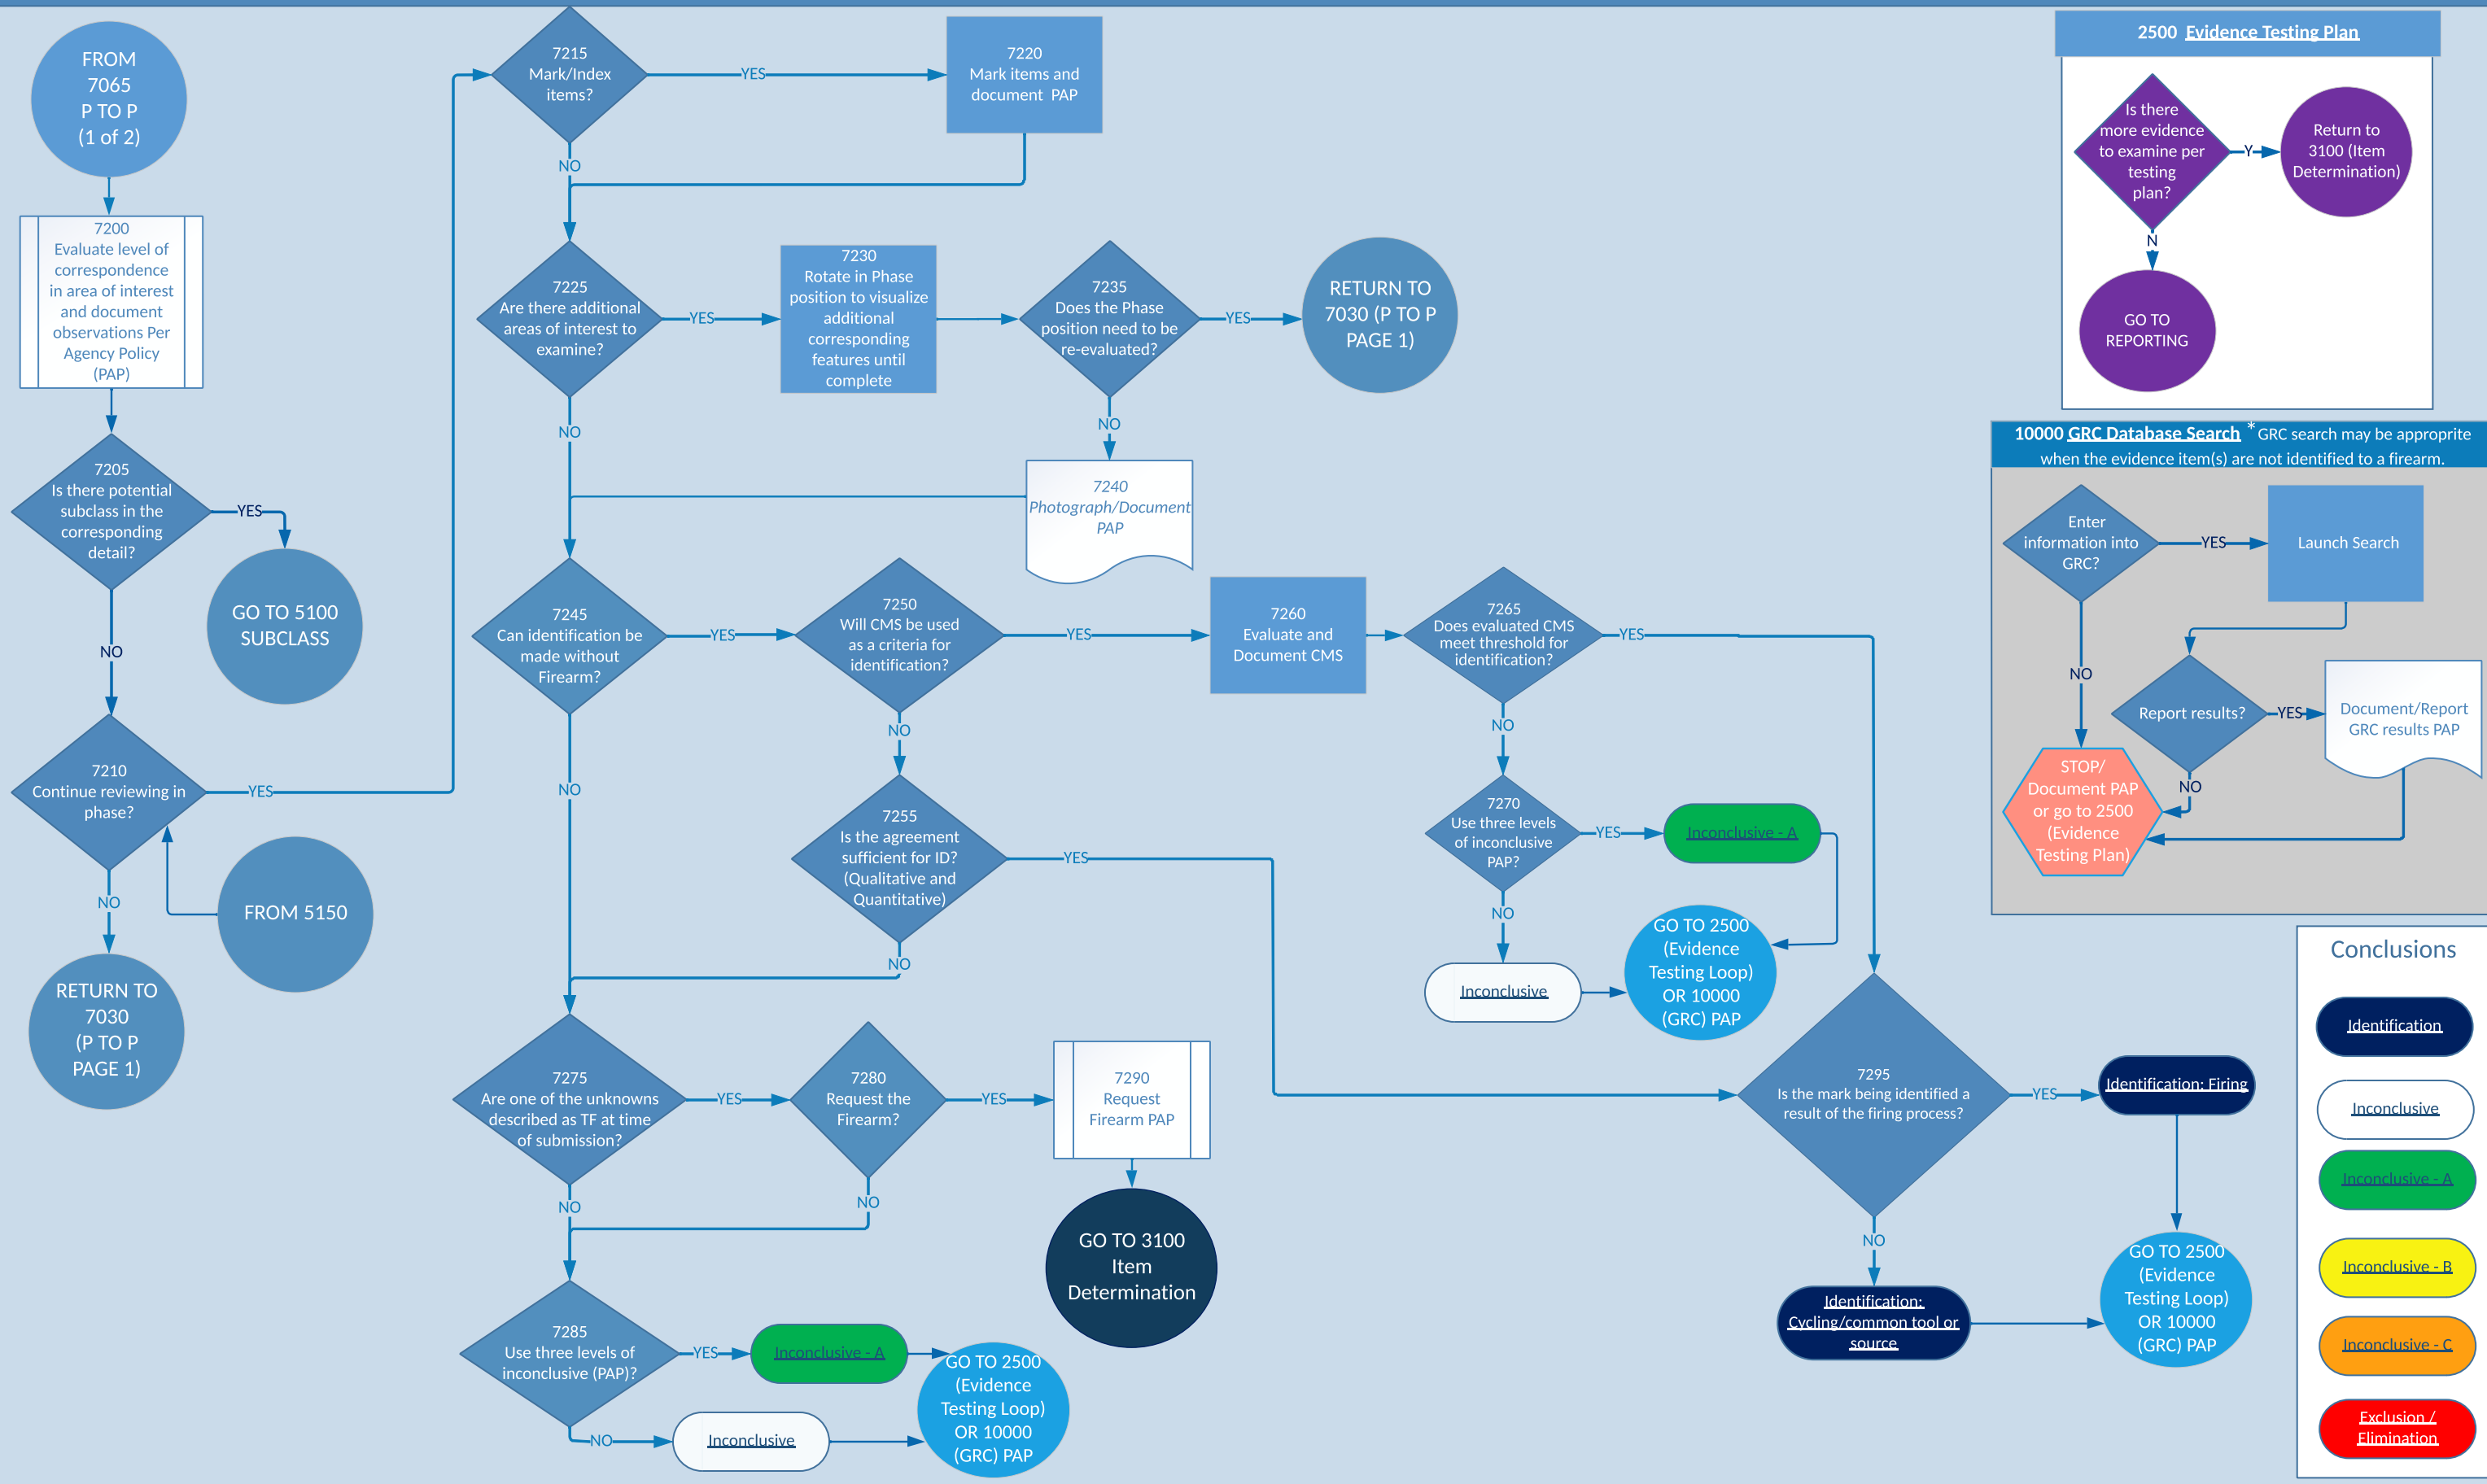 FROM
7065
P TO P
(1 of 2)
7200
Evaluate level of
correspondence
in area of interest
and document
observations Per
Agency Policy
(PAP)
7205
Is there potential
subclass in the
corresponding
detail?
YES
GO TO 5100
SUBCLASS
NO
7210
Continue reviewing in
phase?
YES
FROM 5150
NO
RETURN TO
7030
(P TO P
PAGE 1)
7215
Mark/Index
items?
YES
7220
Mark items and
document PAP
NO
7225
Are there additional
areas of interest to
examine?
YES
7230
Rotate in Phase
position to visualize
additional
corresponding
features until
complete
7235
Does the Phase
position need to be
re-evaluated?
YES
RETURN TO
7030 (P TO P
PAGE 1)
NO
NO
7240
Photograph/Document
PAP
7245
Can identification be
made without
Firearm?
YES
7250
Will CMS be used
as a criteria for
identification?
YES
7260
Evaluate and
Document CMS
7265
Does evaluated CMS
meet threshold for
identification?
YES
NO
NO
NO
7255
Is the agreement
sufficient for ID?
(Qualitative and
Quantitative)
YES
NO
7270
Use three levels
of inconclusive
PAP?
YES
Inconclusive - A
NO
Inconclusive
GO TO 2500
(Evidence
Testing Loop)
OR 10000
(GRC) PAP
7275
Are one of the unknowns
described as TF at time
of submission?
YES
7280
Request the
Firearm?
YES
7290
Request
Firearm PAP
NO
NO
GO TO 3100
Item
Determination
7285
Use three levels of
inconclusive (PAP)?
YES
Inconclusive - A
NO
Inconclusive
GO TO 2500
(Evidence
Testing Loop)
OR 10000
(GRC) PAP
7295
Is the mark being identified a
result of the firing process?
YES
Identification: Firing
NO
Identification:
Cycling/common tool or
source
GO TO 2500
(Evidence
Testing Loop)
OR 10000
(GRC) PAP
2500 Evidence Testing Plan
Is there
more evidence
to examine per
testing
plan?
Y
Return to
3100 (Item
Determination)
N
GO TO
REPORTING
10000 GRC Database Search *GRC search may be approprite
when the evidence item(s) are not identified to a firearm.
Enter
information into
GRC?
YES
Launch Search
NO
Report results?
YES
Document/Report
GRC results PAP
NO
STOP/
Document PAP
or go to 2500
(Evidence
Testing Plan)
Conclusions
Identification
Inconclusive
Inconclusive - A
Inconclusive - B
Inconclusive - C
Exclusion /
Elimination